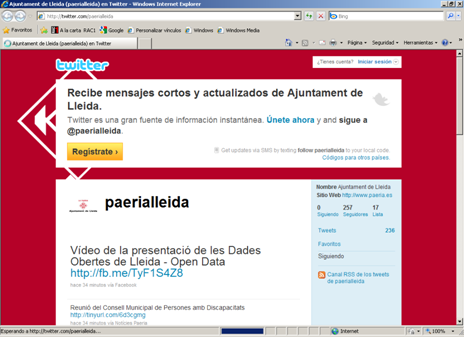 Ajuntament de Lleida (paerialleida) en Twitter - Windows Internet Explorer
http://twitter.com/paerialleida
Bing
Favoritos
A la carta RAC1
Google
Personalizar vínculos
Windows
Windows Media
Ajuntament de Lleida (paerialleida) en Twitter
Página
Seguridad
Herramientas
twitter
¿Tienes cuenta? Iniciar sesión
Recibe mensajes cortos y actualizados de Ajuntament de
Lleida.
Twitter es una gran fuente de información instantánea. Únete ahora y and sigue a
@paerialleida.
Regístrate ›
Get updates via SMS by texting follow paerialleida to your local code.
Códigos para otros países.
paerialleida
Vídeo de la presentació de les Dades
Obertes de Lleida - Open Data
http://fb.me/TyF1S4Z8
hace 34 minutos vía Facebook
Reunió del Consell Municipal de Persones amb Discapacitats
http://tinyurl.com/6d3cgmg
hace 34 minutos vía Notícies Paeria
Nombre Ajuntament de Lleida
Sitio Web http://www.paeria.es
0 257 17
Siguiendo Seguidores Lista
Tweets 236
Favoritos
Siguiendo
Canal RSS de los tweets
de paerialleida
Esperando a http://twitter.com/paerialleida...
Internet
100%